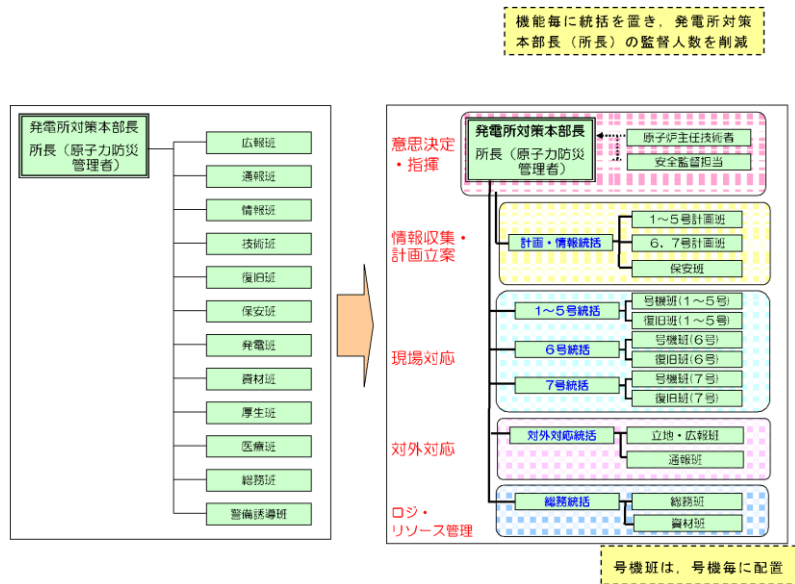 機能毎に統括を置き，発電所対策
本部長（所長）の監督人数を削減
発電所対策本部長
所長（原子力防災
管理者）
広報班
通報班
情報班
技術班
復旧班
保安班
発電班
資材班
厚生班
医療班
総務班
警備誘導班
意思決定
・指揮
発電所対策本部長
所長（原子力防災
管理者）
原子炉主任技術者
安全監督担当
情報収集・
計画立案
計画・情報統括
1～5号計画班
6，7号計画班
保安班
現場対応
1～5号統括
号機班(1～5号)
復旧班(1～5号)
6号統括
号機班(6号)
復旧班(6号)
7号統括
号機班(7号)
復旧班(7号)
対外対応
対外対応統括
立地・広報班
通報班
ロジ・
リソース管理
総務統括
総務班
資材班
号機班は，号機毎に配置